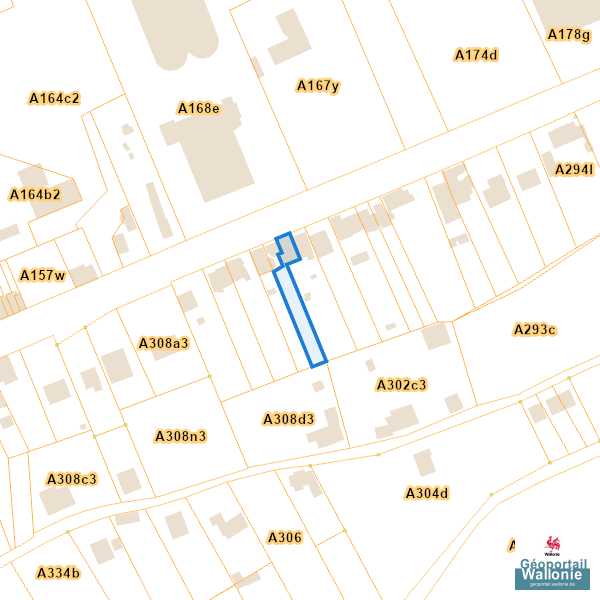 A178g
A174d
A167y
A164c2
A168e
A294l
A164b2
A157w
A293c
A308a3
A302c3
A308d3
A308n3
A308c3
A304d
A306
A334b
Wallonie
Géoportail
Wallonie
geoportail.wallonie.be